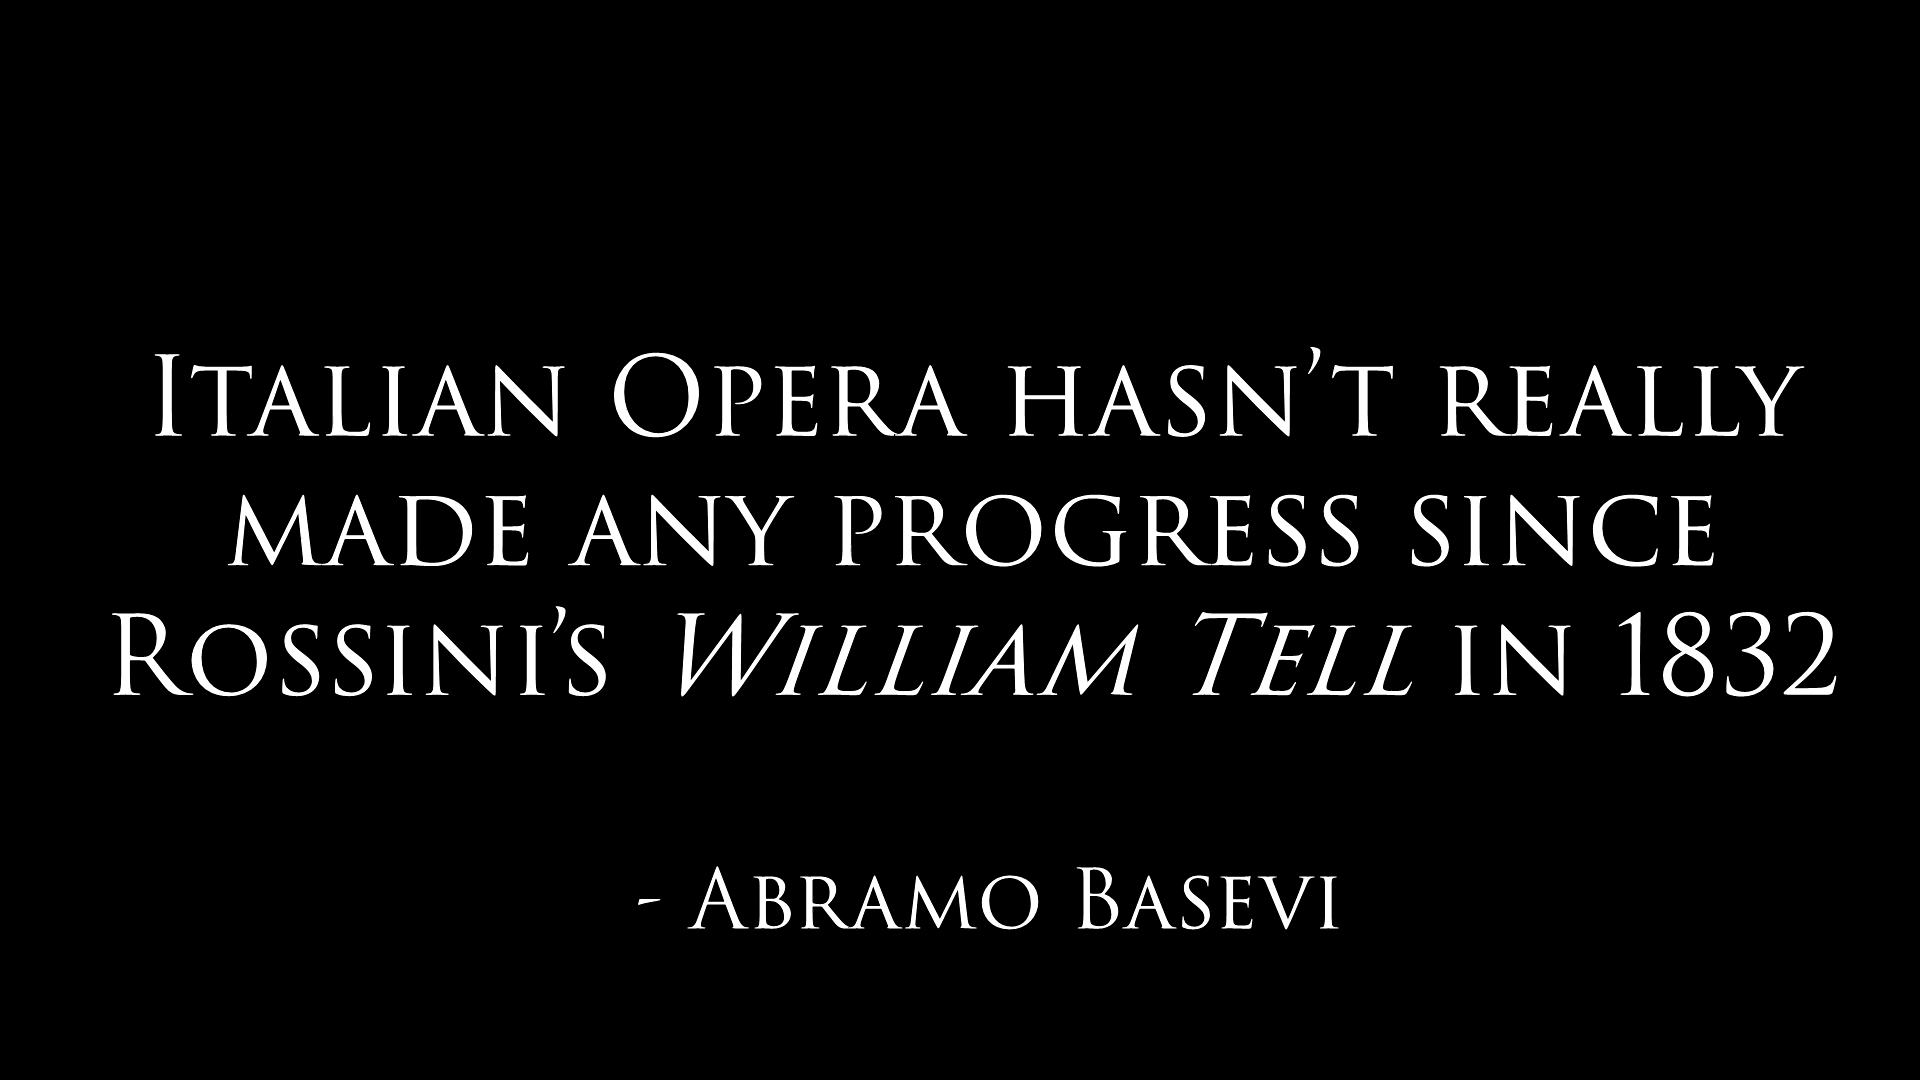 Italian Opera hasn't really
made any progress since
Rossini's William Tell in 1832
- Abramo Basevi